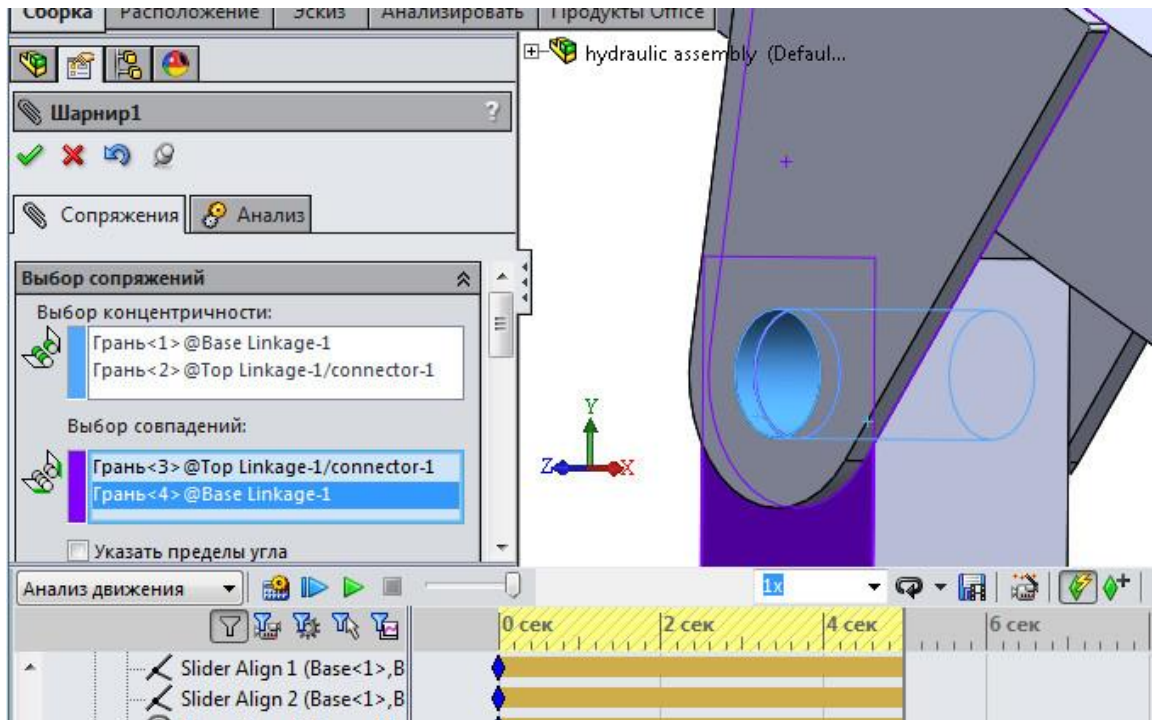 Сборка Расположение Эскиз Анализировать Продукты Office
hydraulic assembly (Defaul...
Шарнир1 ?
Сопряжения Анализ
Выбор сопряжений
Выбор концентричности:
Грань<1>@Base Linkage-1
Грань<2>@Top Linkage-1/connector-1
Выбор совпадений:
Грань<3>@Top Linkage-1/connector-1
Грань<4>@Base Linkage-1
Указать пределы угла
Y
Z X
Анализ движения 1x
0 сек 2 сек 4 сек 6 сек
Slider Align 1 (Base<1>,B
Slider Align 2 (Base<1>,B